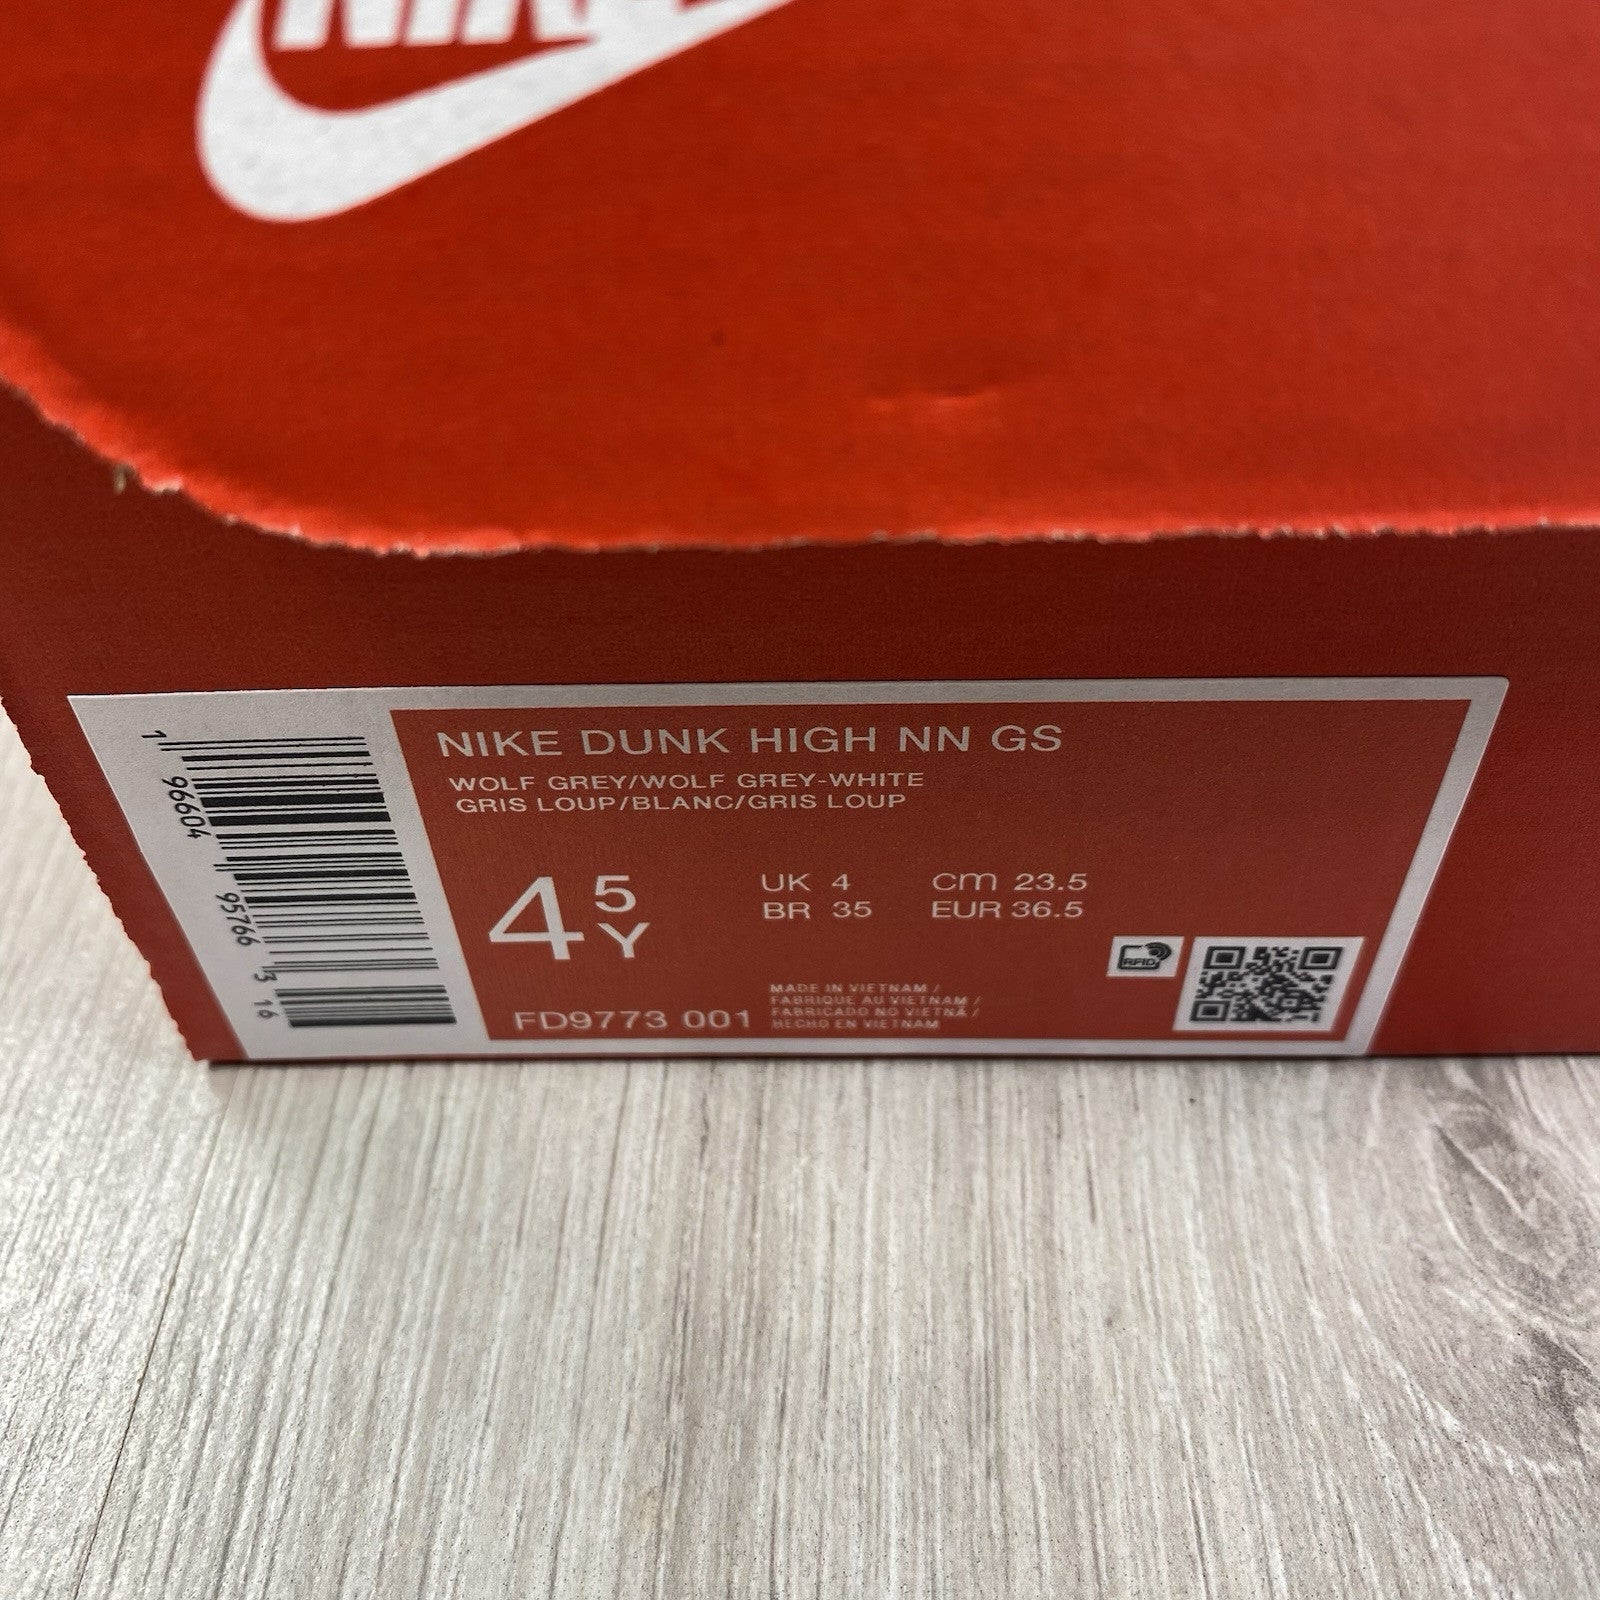 NIKE
NIKE DUNK HIGH NN GS
WOLF GREY/WOLF GREY-WHITE
GRIS LOUP/BLANC/GRIS LOUP
4 5 Y
UK 4 CM 23.5
BR 35 EUR 36.5
FD9773 001
MADE IN VIETNAM /
FABRIQUE AU VIETNAM /
FABRICADO NO VIETNÃ /
HECHO EN VIETNAM
RFID
1 96604 95766 3 16